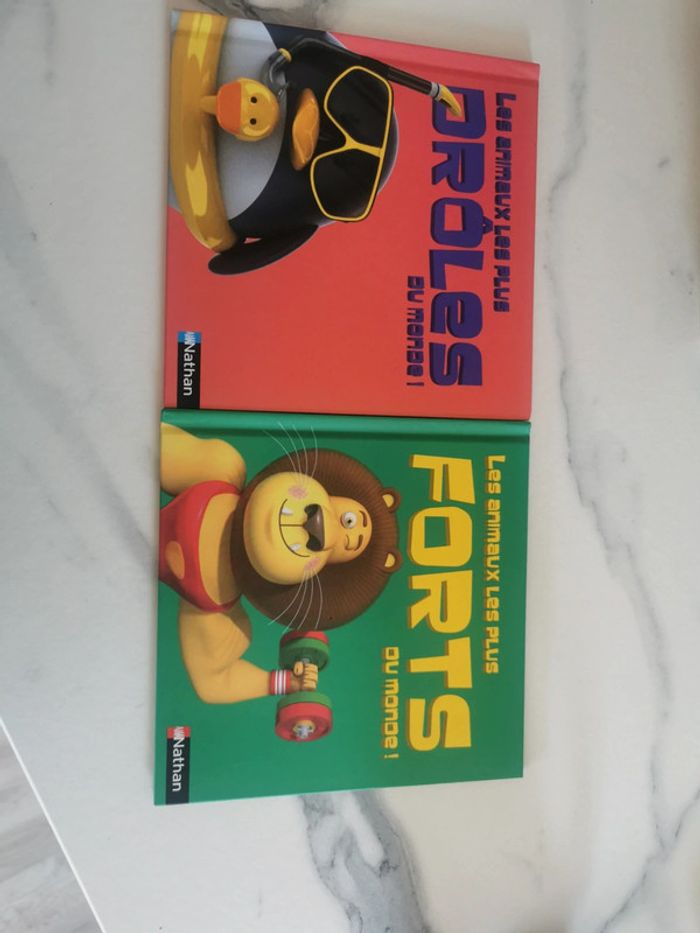 Les animaux Les PLUS
DRÔLes
DU monDe !
Nathan
Les animaux Les PLUS
FORTS
DU monDe !
Nathan